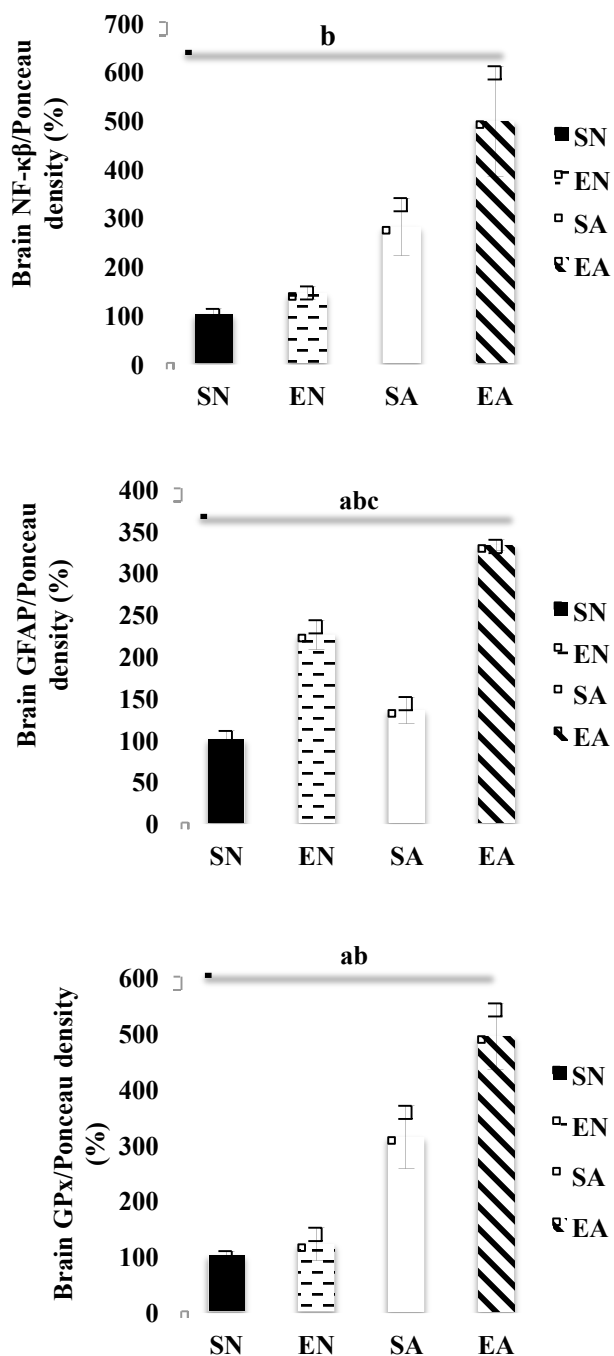 700
600
500
400
300
200
100
0
Brain NF-κβ/Ponceau
density (%)
b
SN
EN
SA
EA
SN
EN
SA
EA
400
350
300
250
200
150
100
50
0
Brain GFAP/Ponceau
density (%)
abc
SN
EN
SA
EA
SN
EN
SA
EA
600
500
400
300
200
100
0
Brain GPx/Ponceau density
(%)
ab
SN
EN
SA
EA
SN
EN
SA
EA